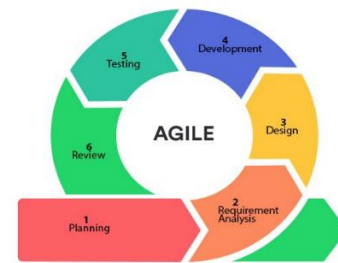 1
Planning
2
Requirement
Analysis
3
Design
4
Development
5
Testing
6
Review
AGILE